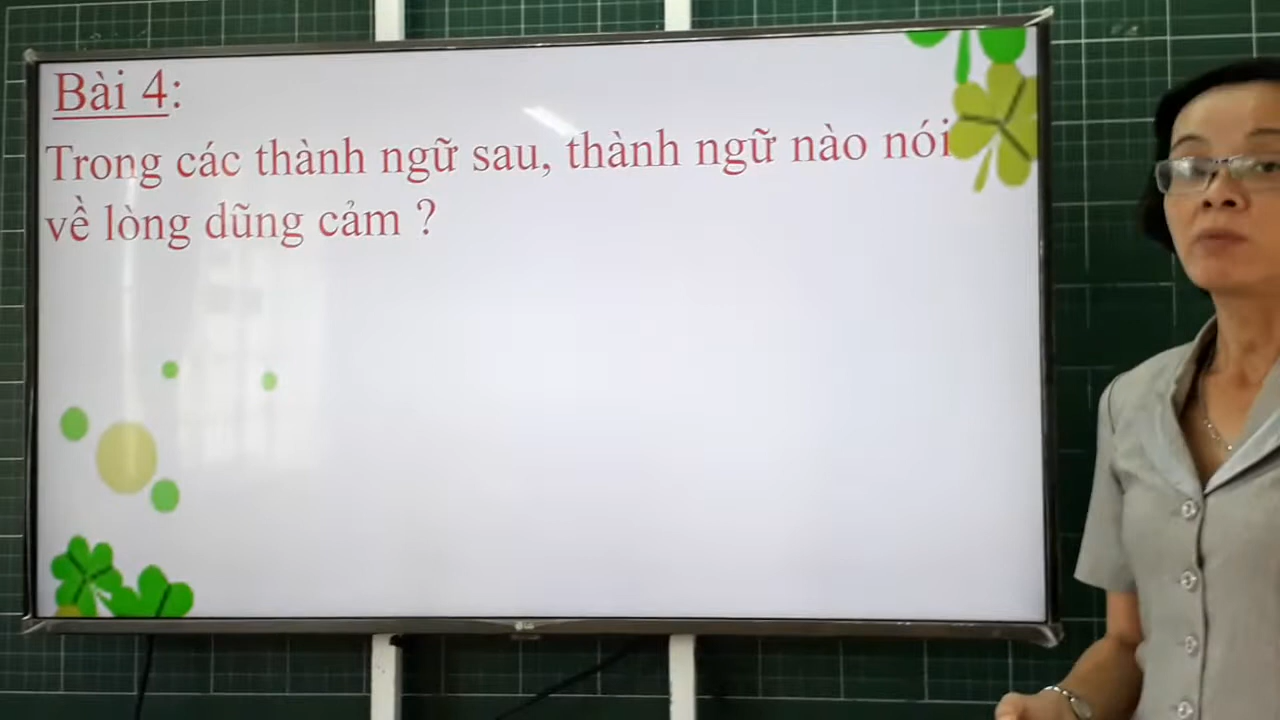 Bài 4:
Trong các thành ngữ sau, thành ngữ nào nói
về lòng dũng cảm ?